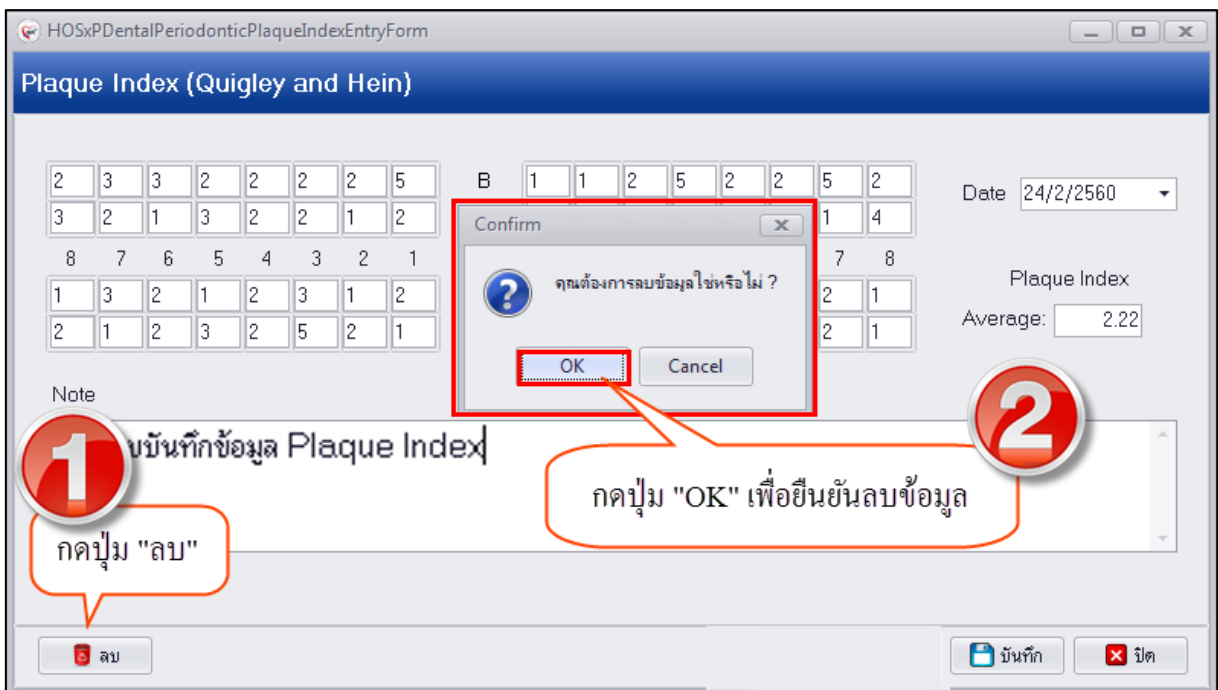 HOSxPDentalPeriodonticPlaqueIndexEntryForm
Plaque Index (Quigley and Hein)
2 3 3 2 2 2 2 5 B 1 1 2 5 2 2 5 2
Date 24/2/2560
3 2 1 3 2 2 1 2 1 4
Confirm
8 7 6 5 4 3 2 1 7 8
คุณต้องการลบข้อมูลใช่หรือไม่ ?
Plaque Index
1 3 2 1 2 3 1 2 2 1
Average: 2.22
2 1 2 3 2 5 2 1 2 1
OK Cancel
Note
1
2
บบันทึกข้อมูล Plaque Index
กดปุ่ม "OK" เพื่อยืนยันลบข้อมูล
กดปุ่ม "ลบ"
ลบ บันทึก ปิด